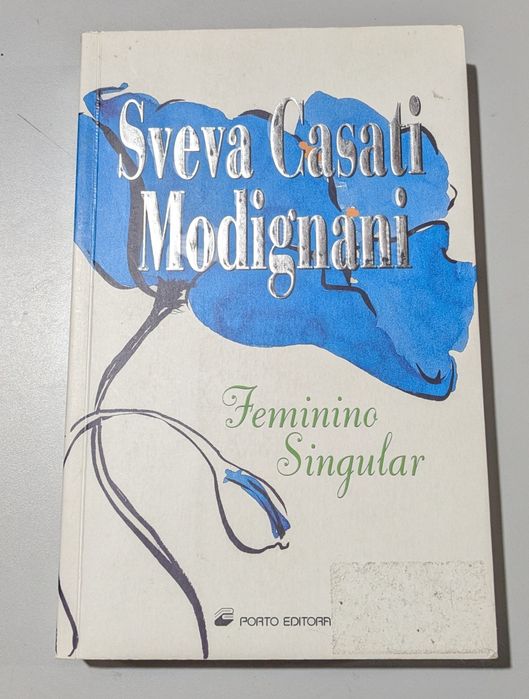 Sveva Casati
Modignani
Feminino
Singular
PORTO EDITORA